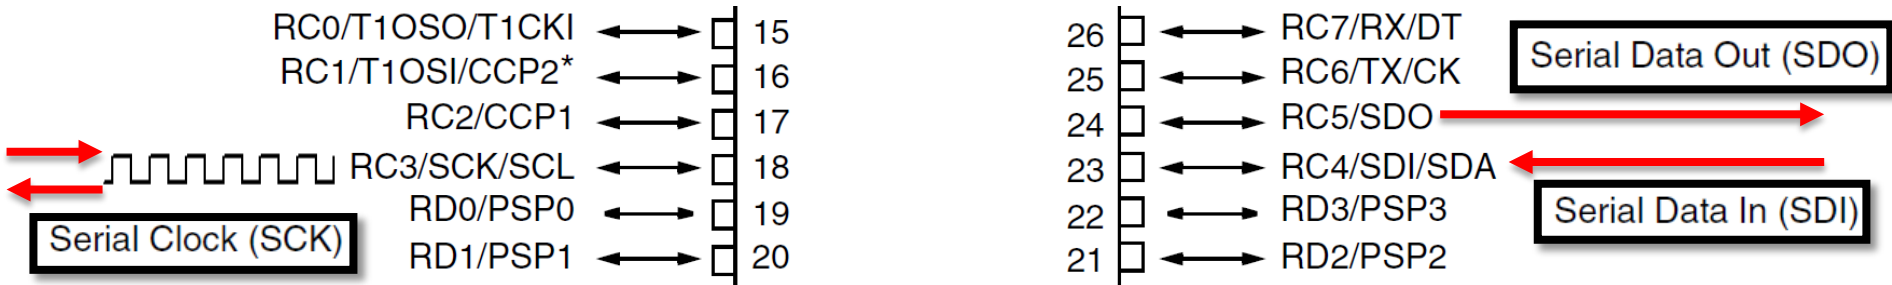 RC0/T1OSO/T1CKI 15
RC1/T1OSI/CCP2* 16
RC2/CCP1 17
RC3/SCK/SCL 18
RD0/PSP0 19
RD1/PSP1 20
Serial Clock (SCK)
26 RC7/RX/DT
25 RC6/TX/CK
24 RC5/SDO
23 RC4/SDI/SDA
22 RD3/PSP3
21 RD2/PSP2
Serial Data Out (SDO)
Serial Data In (SDI)